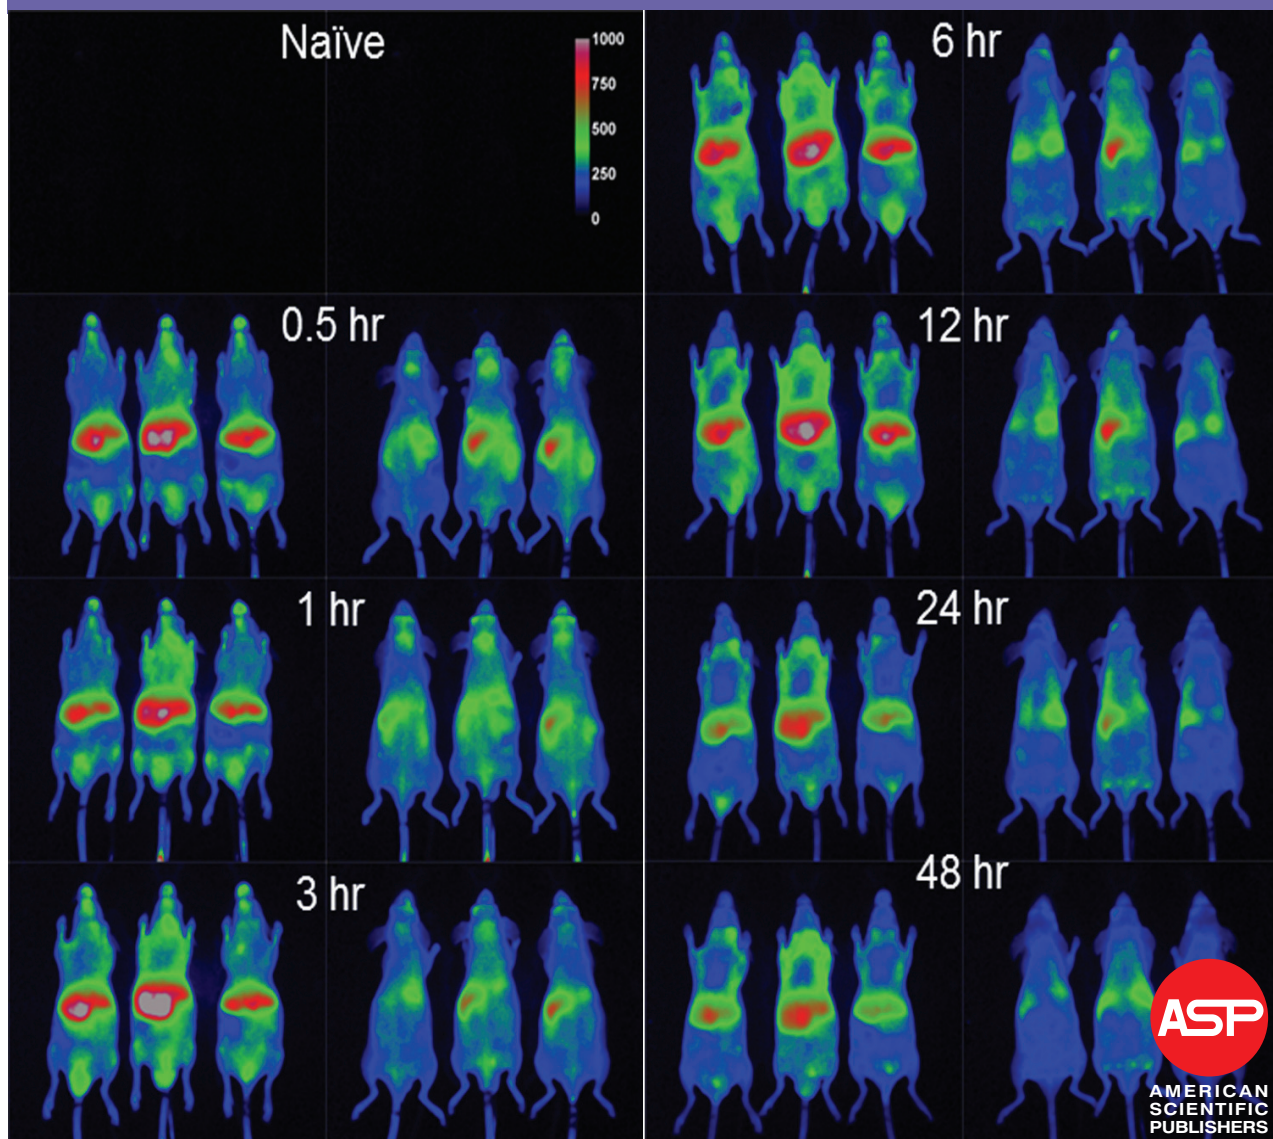 Naïve
1000
750
500
250
0
0.5 hr
1 hr
3 hr
6 hr
12 hr
24 hr
48 hr
ASP
AMERICAN
SCIENTIFIC
PUBLISHERS